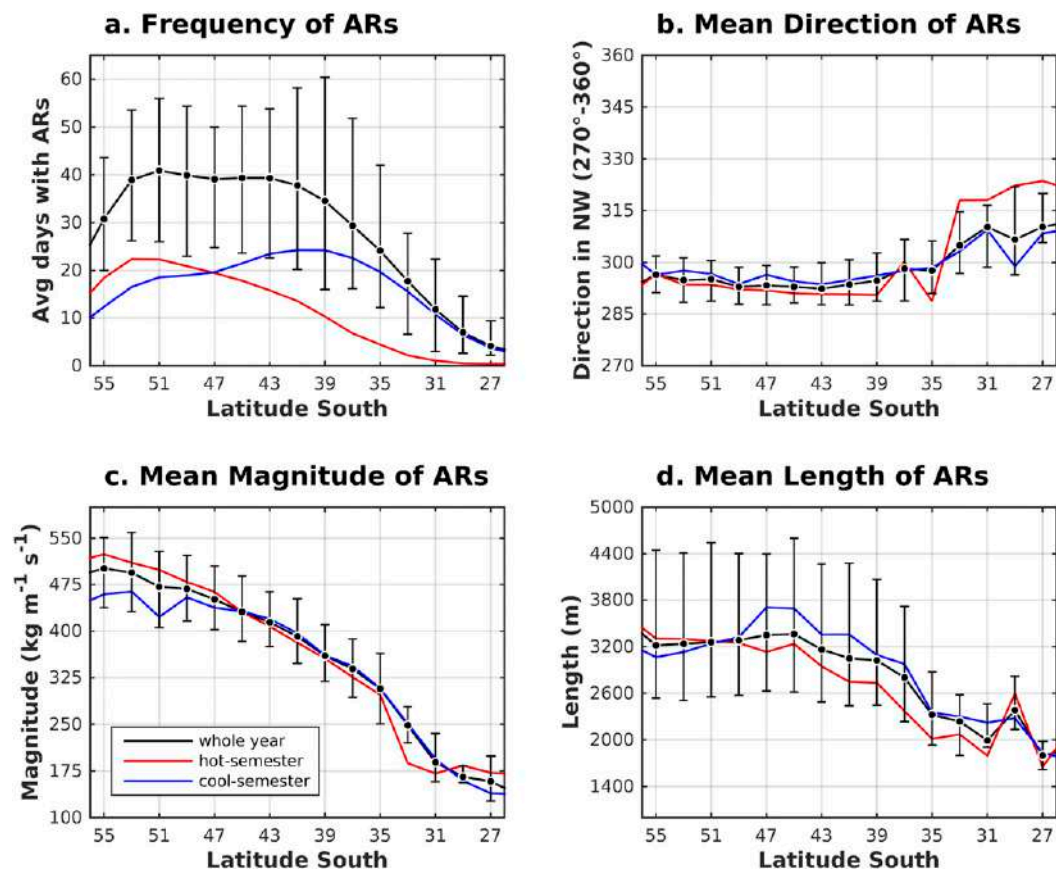 a. Frequency of ARs
Avg days with ARs
60
50
40
30
20
10
0
55 51 47 43 39 35 31 27
Latitude South
b. Mean Direction of ARs
Direction in NW (270°-360°)
360
345
330
315
300
285
270
55 51 47 43 39 35 31 27
Latitude South
c. Mean Magnitude of ARs
Magnitude (kg m⁻¹ s⁻¹)
550
475
400
325
250
175
100
whole year
hot-semester
cool-semester
55 51 47 43 39 35 31 27
Latitude South
d. Mean Length of ARs
Length (m)
5000
4400
3800
3200
2600
2000
1400
55 51 47 43 39 35 31 27
Latitude South